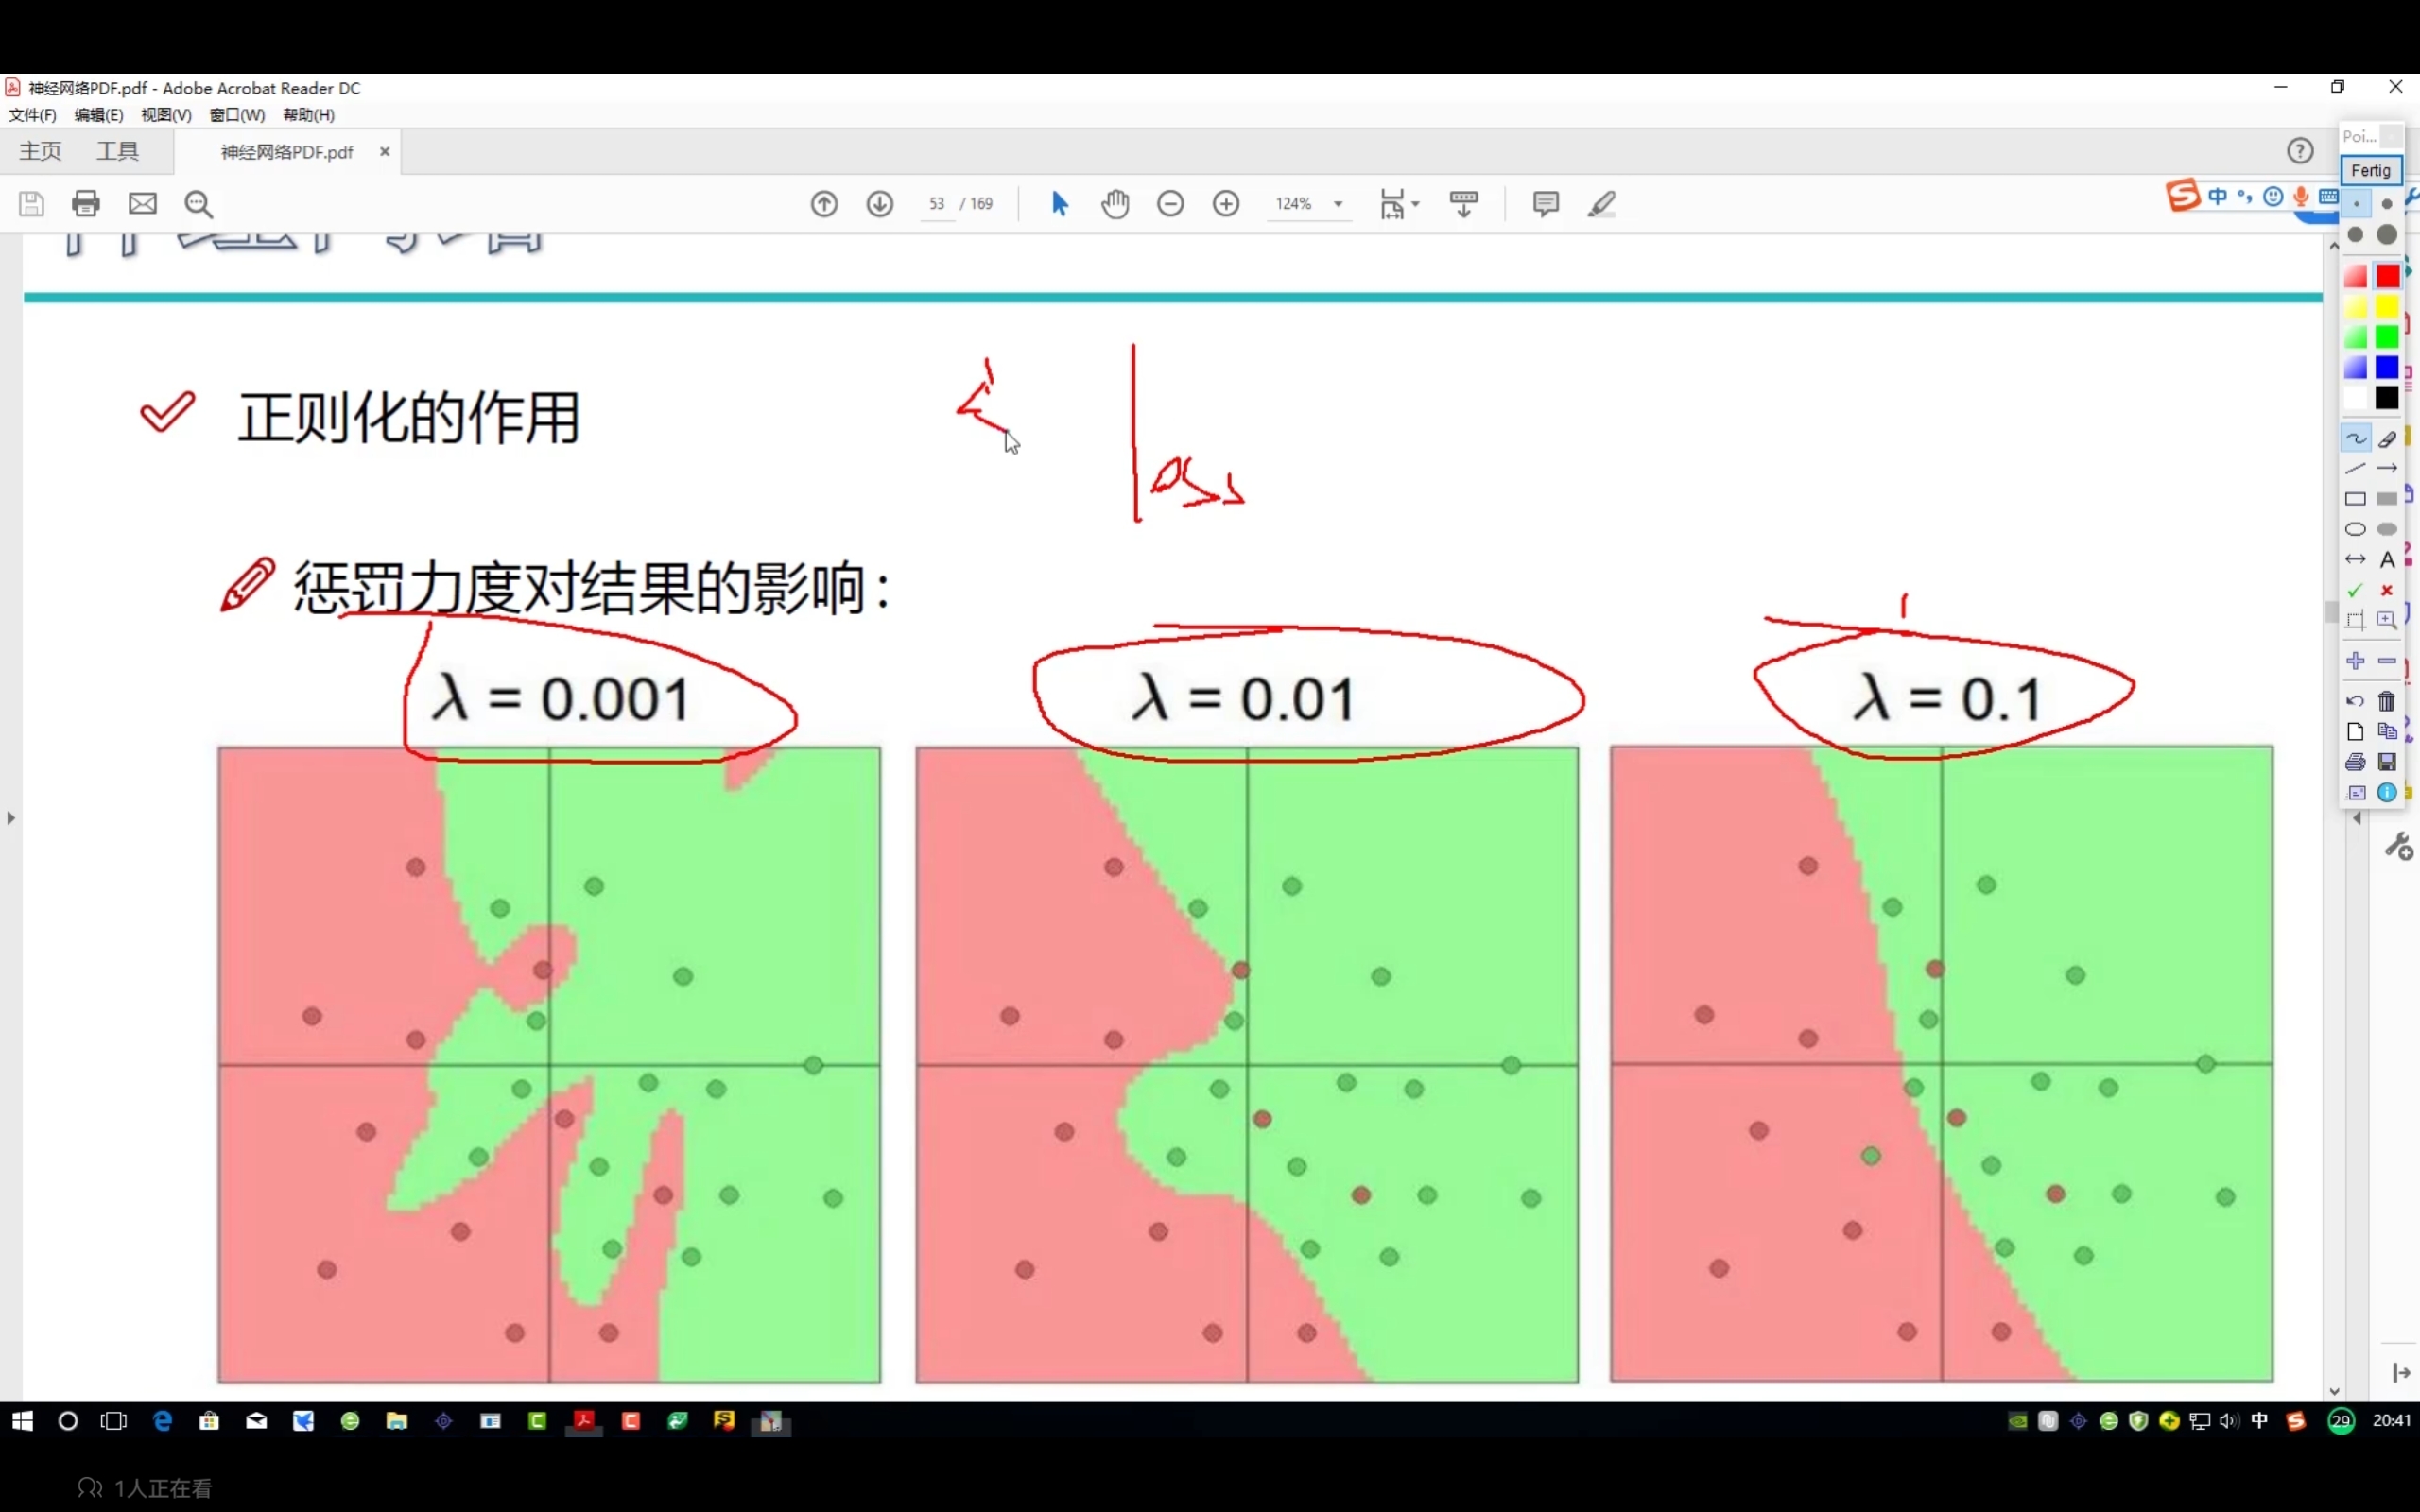 神经网络PDF.pdf - Adobe Acrobat Reader DC
文件(F) 编辑(E) 视图(V) 窗口(W) 帮助(H)
主页 工具 神经网络PDF.pdf ×
Poi...
Fertig
53 / 169 124%
中
正则化的作用
loss
惩罚力度对结果的影响：
λ = 0.001 λ = 0.01 λ = 0.1
A
中 29 20:41
1人正在看